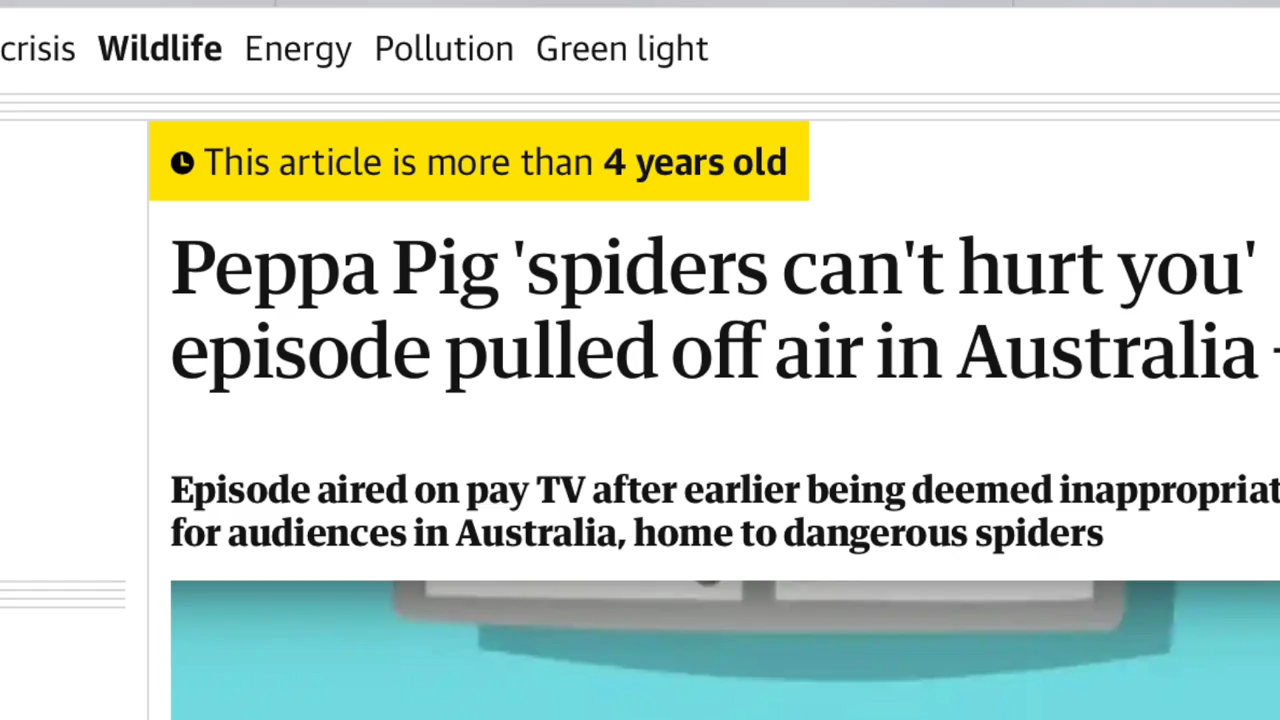 crisis Wildlife Energy Pollution Green light
This article is more than 4 years old
Peppa Pig 'spiders can't hurt you'
episode pulled off air in Australia -
Episode aired on pay TV after earlier being deemed inappropriat
for audiences in Australia, home to dangerous spiders